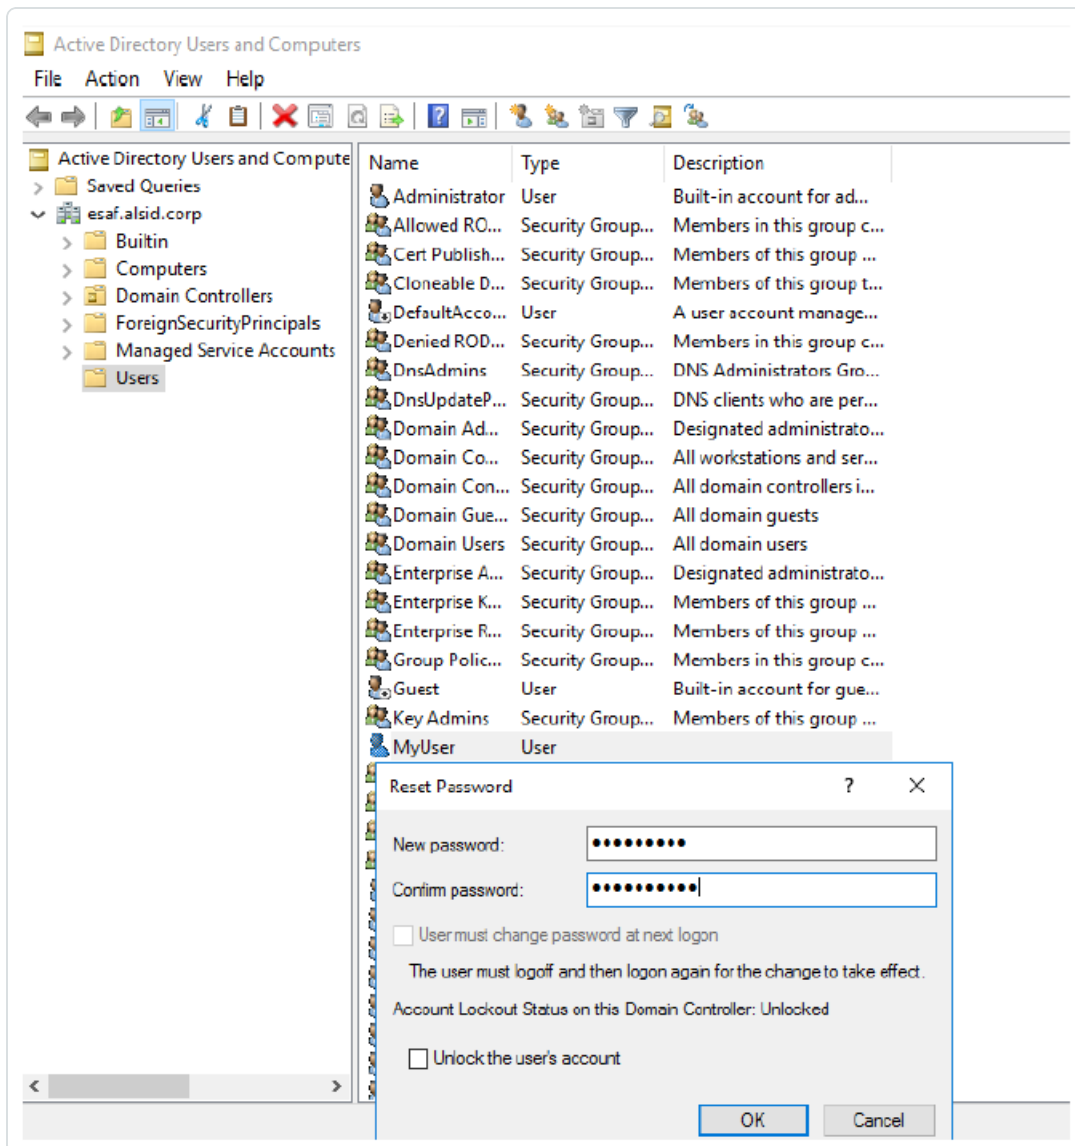 Active Directory Users and Computers
File Action View Help
Active Directory Users and Compute
Saved Queries
esaf.alsid.corp
Builtin
Computers
Domain Controllers
ForeignSecurityPrincipals
Managed Service Accounts
Users
Name Type Description
Administrator User Built-in account for ad...
Allowed RO... Security Group... Members in this group c...
Cert Publish... Security Group... Members of this group ...
Cloneable D... Security Group... Members of this group t...
DefaultAcco... User A user account manage...
Denied ROD... Security Group... Members in this group c...
DnsAdmins Security Group... DNS Administrators Gro...
DnsUpdateP... Security Group... DNS clients who are per...
Domain Ad... Security Group... Designated administrato...
Domain Co... Security Group... All workstations and ser...
Domain Con... Security Group... All domain controllers i...
Domain Gue... Security Group... All domain guests
Domain Users Security Group... All domain users
Enterprise A... Security Group... Designated administrato...
Enterprise K... Security Group... Members of this group ...
Enterprise R... Security Group... Members of this group ...
Group Polic... Security Group... Members in this group c...
Guest User Built-in account for gue...
Key Admins Security Group... Members of this group ...
MyUser User
Reset Password ?
New password: •••••••••
Confirm password: ••••••••••
User must change password at next logon
The user must logoff and then logon again for the change to take effect.
Account Lockout Status on this Domain Controller: Unlocked
Unlock the user's account
OK Cancel